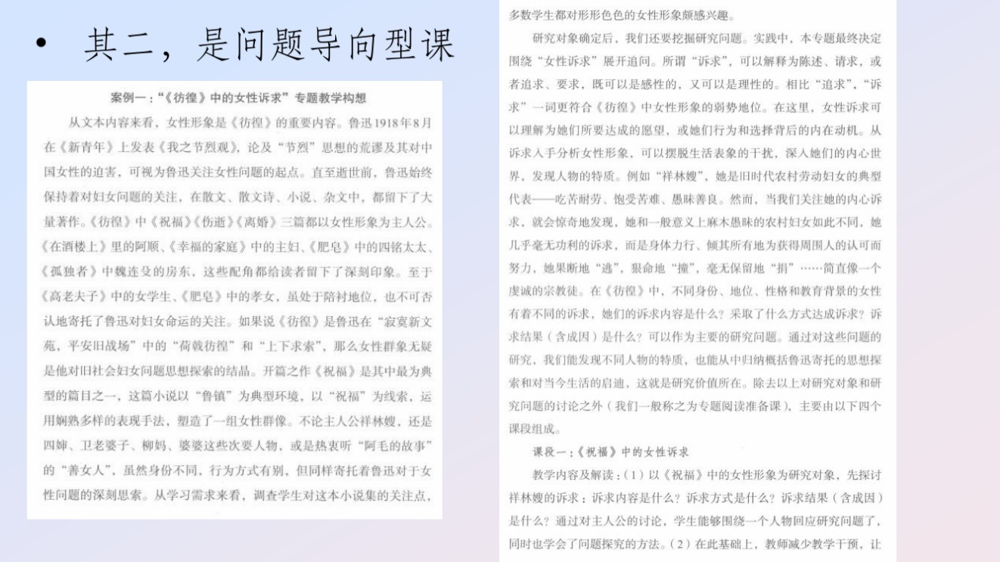 • 其二，是问题导向型课
案例一：“《彷徨》中的女性诉求”专题教学构想
从文本内容来看，女性形象是《彷徨》的重要内容。鲁迅1918年8月
在《新青年》上发表《我之节烈观》，论及“节烈”思想的荒谬及其对中
国女性的迫害，可视为鲁迅关注女性问题的起点。直至逝世前，鲁迅始终
保持着对妇女问题的关注，在散文、散文诗、小说、杂文中，都留下了大
量著作。《彷徨》中《祝福》《伤逝》《离婚》三篇都以女性形象为主人公。
《在酒楼上》里的阿顺、《幸福的家庭》中的主妇、《肥皂》中的四铭太太、
《孤独者》中魏连殳的房东，这些配角都给读者留下了深刻印象。至于
《高老夫子》中的女学生、《肥皂》中的孝女，虽处于陪衬地位，也不可否
认地寄托了鲁迅对妇女命运的关注。如果说《彷徨》是鲁迅在“寂寞新文
苑，平安旧战场”中的“荷戟彷徨”和“上下求索”，那么女性群象无疑
是他对旧社会妇女问题思想探索的结晶。开篇之作《祝福》是其中最为典
型的篇目之一，这篇小说以“鲁镇”为典型环境，以“祝福”为线索，运
用娴熟多样的表现手法，塑造了一组女性群像。不论主人公祥林嫂，还是
四婶、卫老婆子、柳妈、婆婆这些次要人物，或是热衷听“阿毛的故事”
的“善女人”，虽然身份不同，行为方式有别，但同样寄托着鲁迅对于女
性问题的深刻思索。从学习需求来看，调查学生对这本小说集的关注点，
多数学生都对形形色色的女性形象颇感兴趣。
研究对象确定后，我们还要挖掘研究问题。实践中，本专题最终决定
围绕“女性诉求”展开追问。所谓“诉求”，可以解释为陈述、请求，或
者追求、要求，既可以是感性的，又可以是理性的。相比“追求”，“诉
求”一词更符合《彷徨》中女性形象的弱势地位。在这里，女性诉求可
以理解为她们所要达成的愿望，或她们行为和选择背后的内在动机。从
诉求入手分析女性形象，可以摆脱生活表象的干扰，深入她们的内心世
界，发现人物的特质。例如“祥林嫂”，她是旧时代农村劳动妇女的典型
代表——吃苦耐劳、饱受苦难、愚昧善良。然而，当我们关注她的内心诉
求，就会惊奇地发现，她和一般意义上麻木愚昧的农村妇女如此不同，她
几乎毫无功利的诉求，而是身体力行、倾其所有地为获得周围人的认可而
努力，她果断地“逃”，狠命地“撞”，毫无保留地“捐”……简直像一个
虔诚的宗教徒。在《彷徨》中，不同身份、地位、性格和教育背景的女性
有着不同的诉求，她们的诉求内容是什么？采取了什么方式达成诉求？诉
求结果（含成因）是什么？可以作为主要的研究问题。通过对这些问题的
研究，我们能发现不同人物的特质，也能从中归纳概括鲁迅寄托的思想探
索和对当今生活的启迪，这就是研究价值所在。除去以上对研究对象和研
究问题的讨论之外（我们一般称之为专题阅读准备课），主要由以下四个
课段组成。
课段一：《祝福》中的女性诉求
教学内容及解读：（1）以《祝福》中的女性形象为研究对象，先探讨
祥林嫂的诉求：诉求内容是什么？诉求方式是什么？诉求结果（含成因）
是什么？通过对主人公的讨论，学生能够围绕一个人物回应研究问题了，
同时也学会了问题探究的方法。（2）在此基础上，教师减少教学干预，让